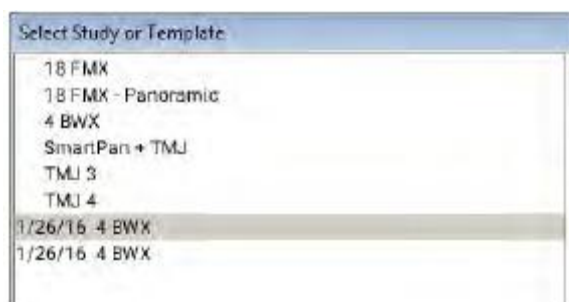 Select Study or Template
18 FMX
18 FMX - Panoramic
4 BWX
SmartPan + TMJ
TMJ 3
TMJ 4
1/26/16 4 BWX
1/26/16 4 BWX